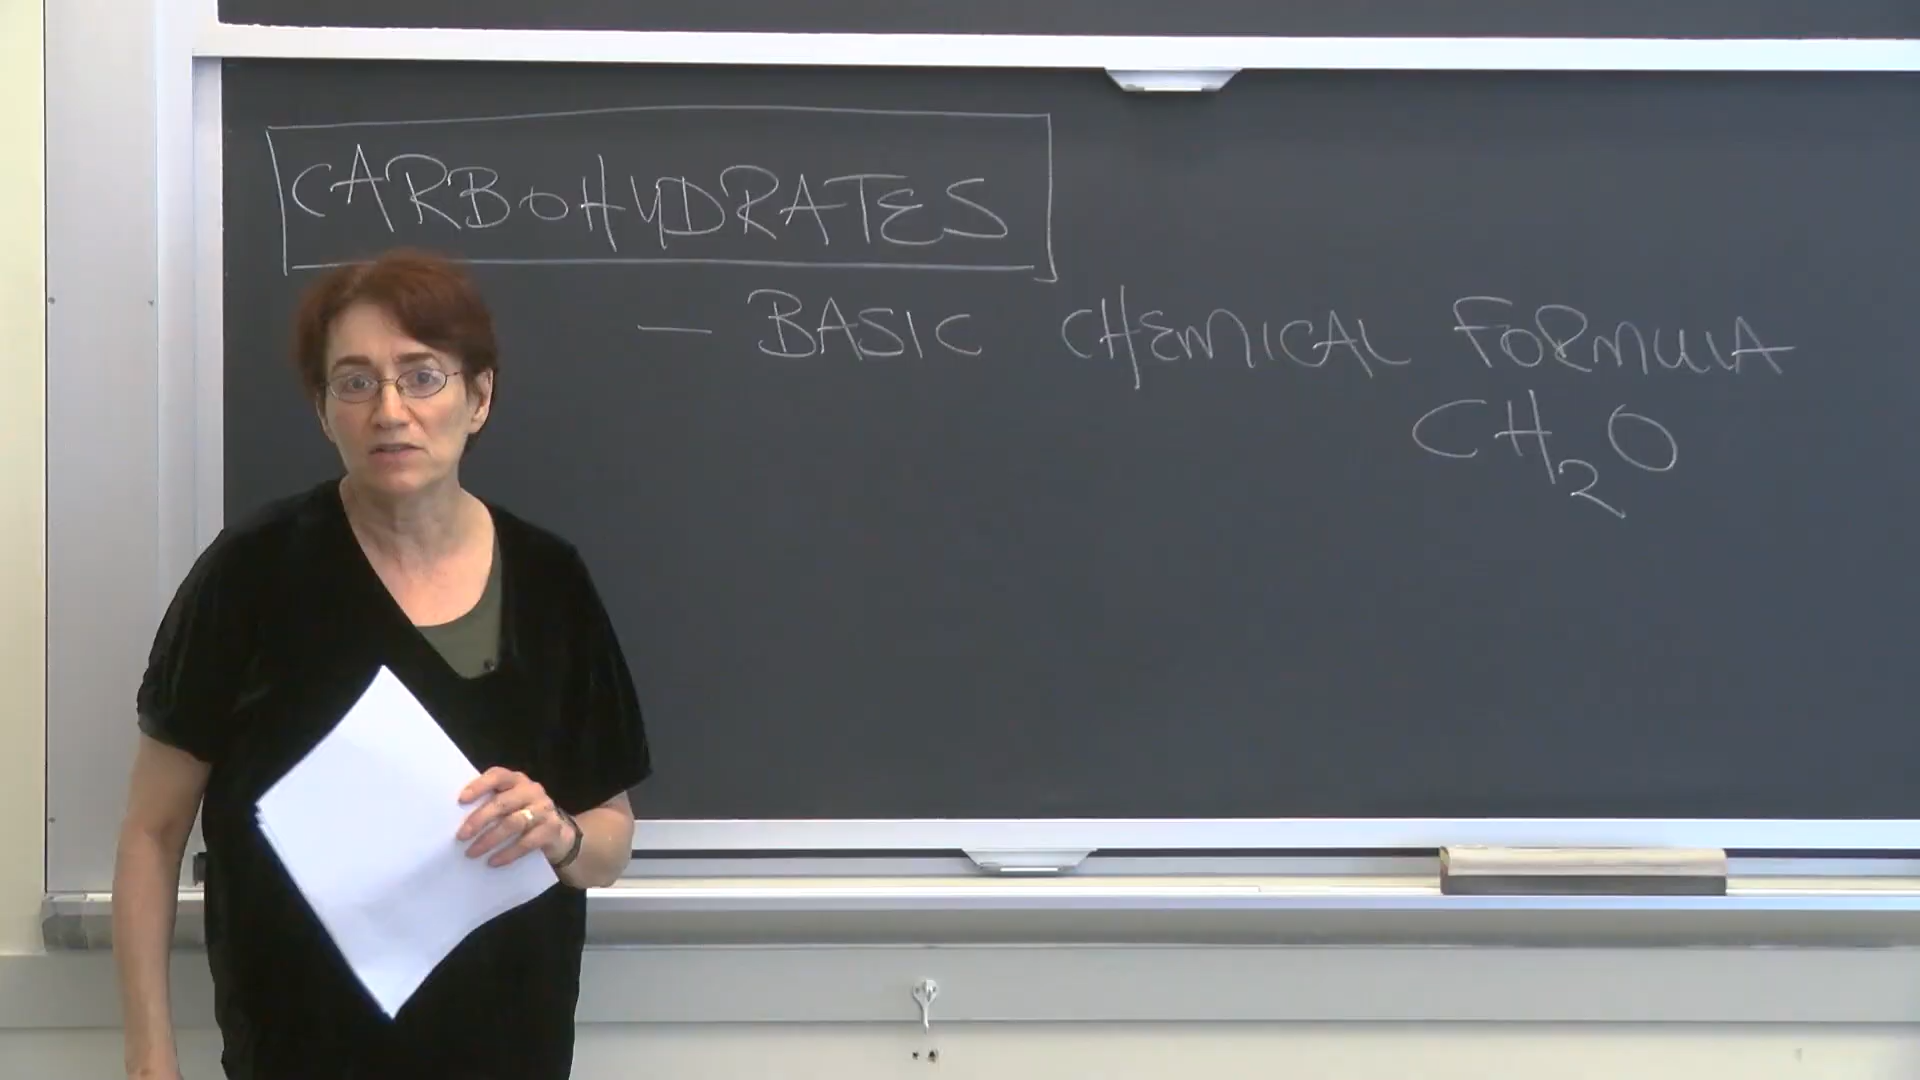 CARBOHYDRATES
— BASIC CHEMICAL FORMULA
CH₂O